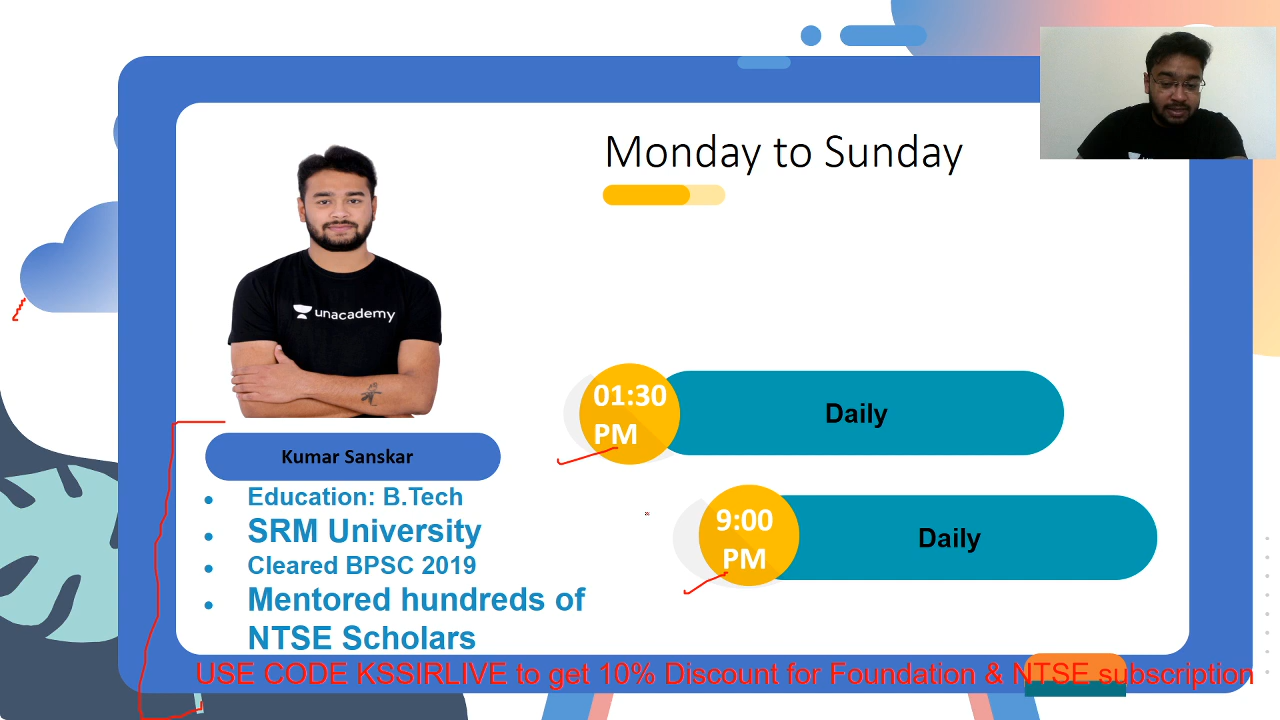 Monday to Sunday
unacademy
01:30
PM
Daily
Kumar Sanskar
9:00
PM
Daily
• Education: B.Tech
• SRM University
• Cleared BPSC 2019
• Mentored hundreds of
NTSE Scholars
USE CODE KSSIRLIVE to get 10% Discount for Foundation & NTSE subscription